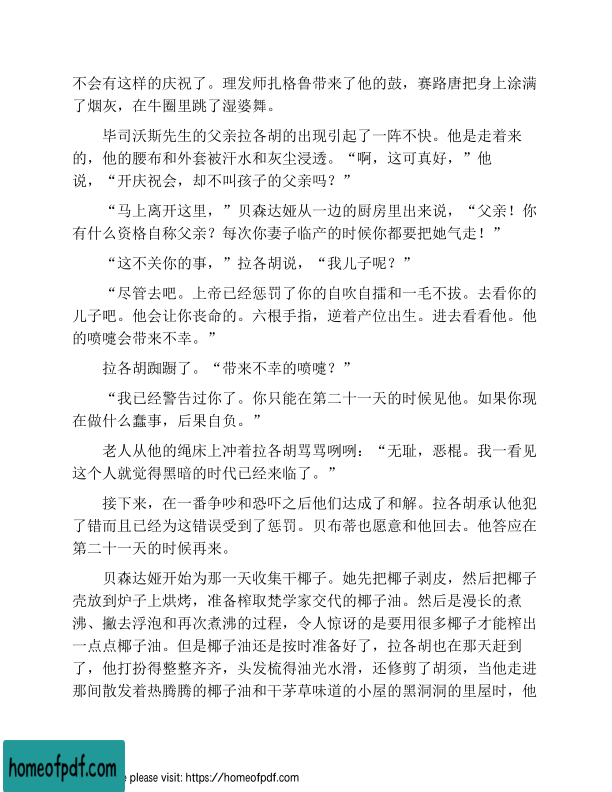 不会有这样的庆祝了。理发师扎格鲁带来了他的鼓，赛路唐把身上涂满
了烟灰，在牛圈里跳了湿婆舞。
毕司沃斯先生的父亲拉各胡的出现引起了一阵不快。他是走着来
的，他的腰布和外套被汗水和灰尘浸透。“啊，这可真好，”他
说，“开庆祝会，却不叫孩子的父亲吗？”
“马上离开这里，”贝森达娅从一边的厨房里出来说，“父亲！你
有什么资格自称父亲？每次你妻子临产的时候你都要把她气走！”
“这不关你的事，”拉各胡说，“我儿子呢？”
“尽管去吧。上帝已经惩罚了你的自吹自擂和一毛不拔。去看你的
儿子吧。他会让你丧命的。六根手指，逆着产位出生。进去看看他。他
的喷嚏会带来不幸。”
拉各胡踟蹰了。“带来不幸的喷嚏？”
“我已经警告过你了。你只能在第二十一天的时候见他。如果你现
在做什么蠢事，后果自负。”
老人从他的绳床上冲着拉各胡骂骂咧咧：“无耻，恶棍。我一看见
这个人就觉得黑暗的时代已经来临了。”
接下来，在一番争吵和恐吓之后他们达成了和解。拉各胡承认他犯
了错而且已经为这错误受到了惩罚。贝布蒂也愿意和他回去。他答应在
第二十一天的时候再来。
贝森达娅开始为那一天收集干椰子。她先把椰子剥皮，然后把椰子
壳放到炉子上烘烤，准备榨取梵学家交代的椰子油。然后是漫长的煮
沸、撇去浮泡和再次煮沸的过程，令人惊讶的是要用很多椰子才能榨出
一点点椰子油。但是椰子油还是按时准备好了，拉各胡也在那天赶到
了，他打扮得整整齐齐，头发梳得油光水滑，还修剪了胡须，当他走进
那间散发着热腾腾的椰子油和干茅草味道的小屋的黑洞洞的里屋时，他
homeofpdf.com
e please visit: https://homeofpdf.com